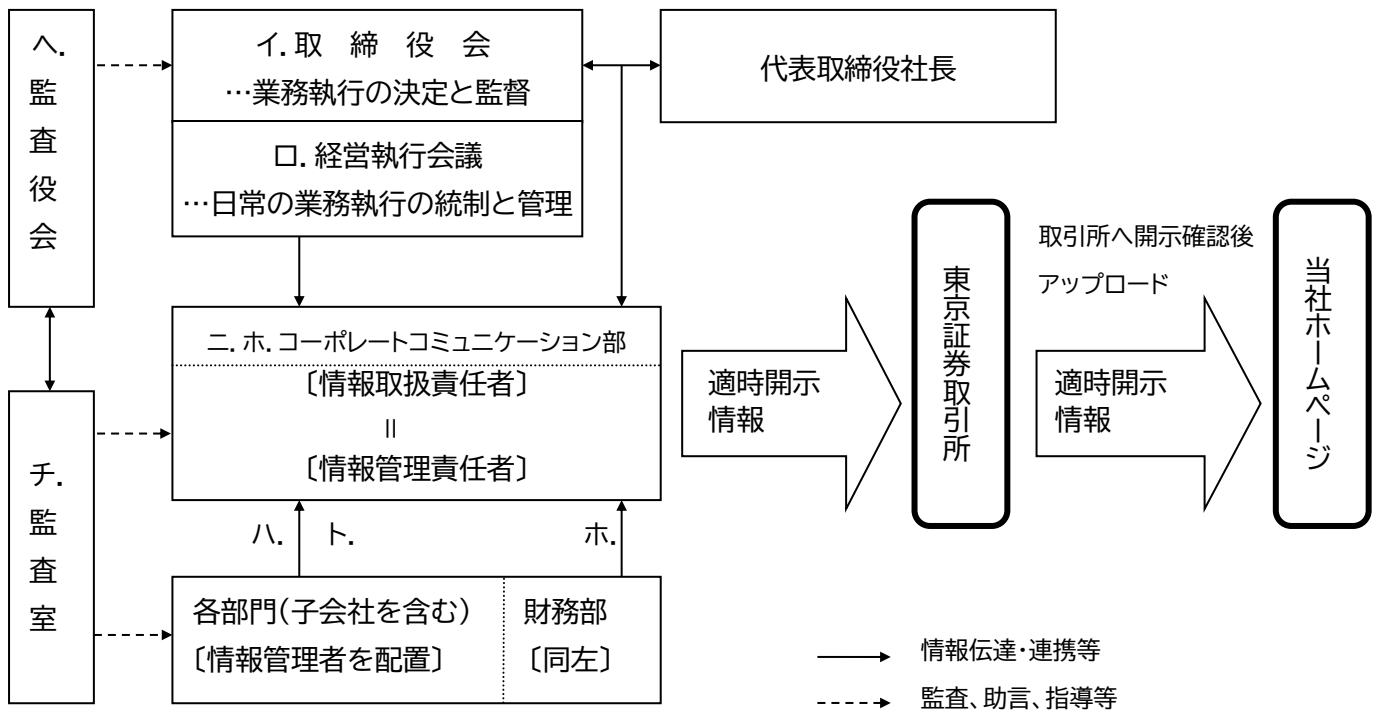 ヘ.監査役会
イ.取締役会
…業務執行の決定と監督
代表取締役社長
ロ.経営執行会議
…日常の業務執行の統制と管理
ニ.ホ.コーポレートコミュニケーション部
〔情報取扱責任者〕
＝
〔情報管理責任者〕
適時開示
情報
東京証券取引所
取引所へ開示確認後
アップロード
適時開示
情報
当社ホームページ
チ.監査室
ハ. ト.
ホ.
各部門(子会社を含む)
〔情報管理者を配置〕
財務部
〔同左〕
情報伝達・連携等
監査、助言、指導等